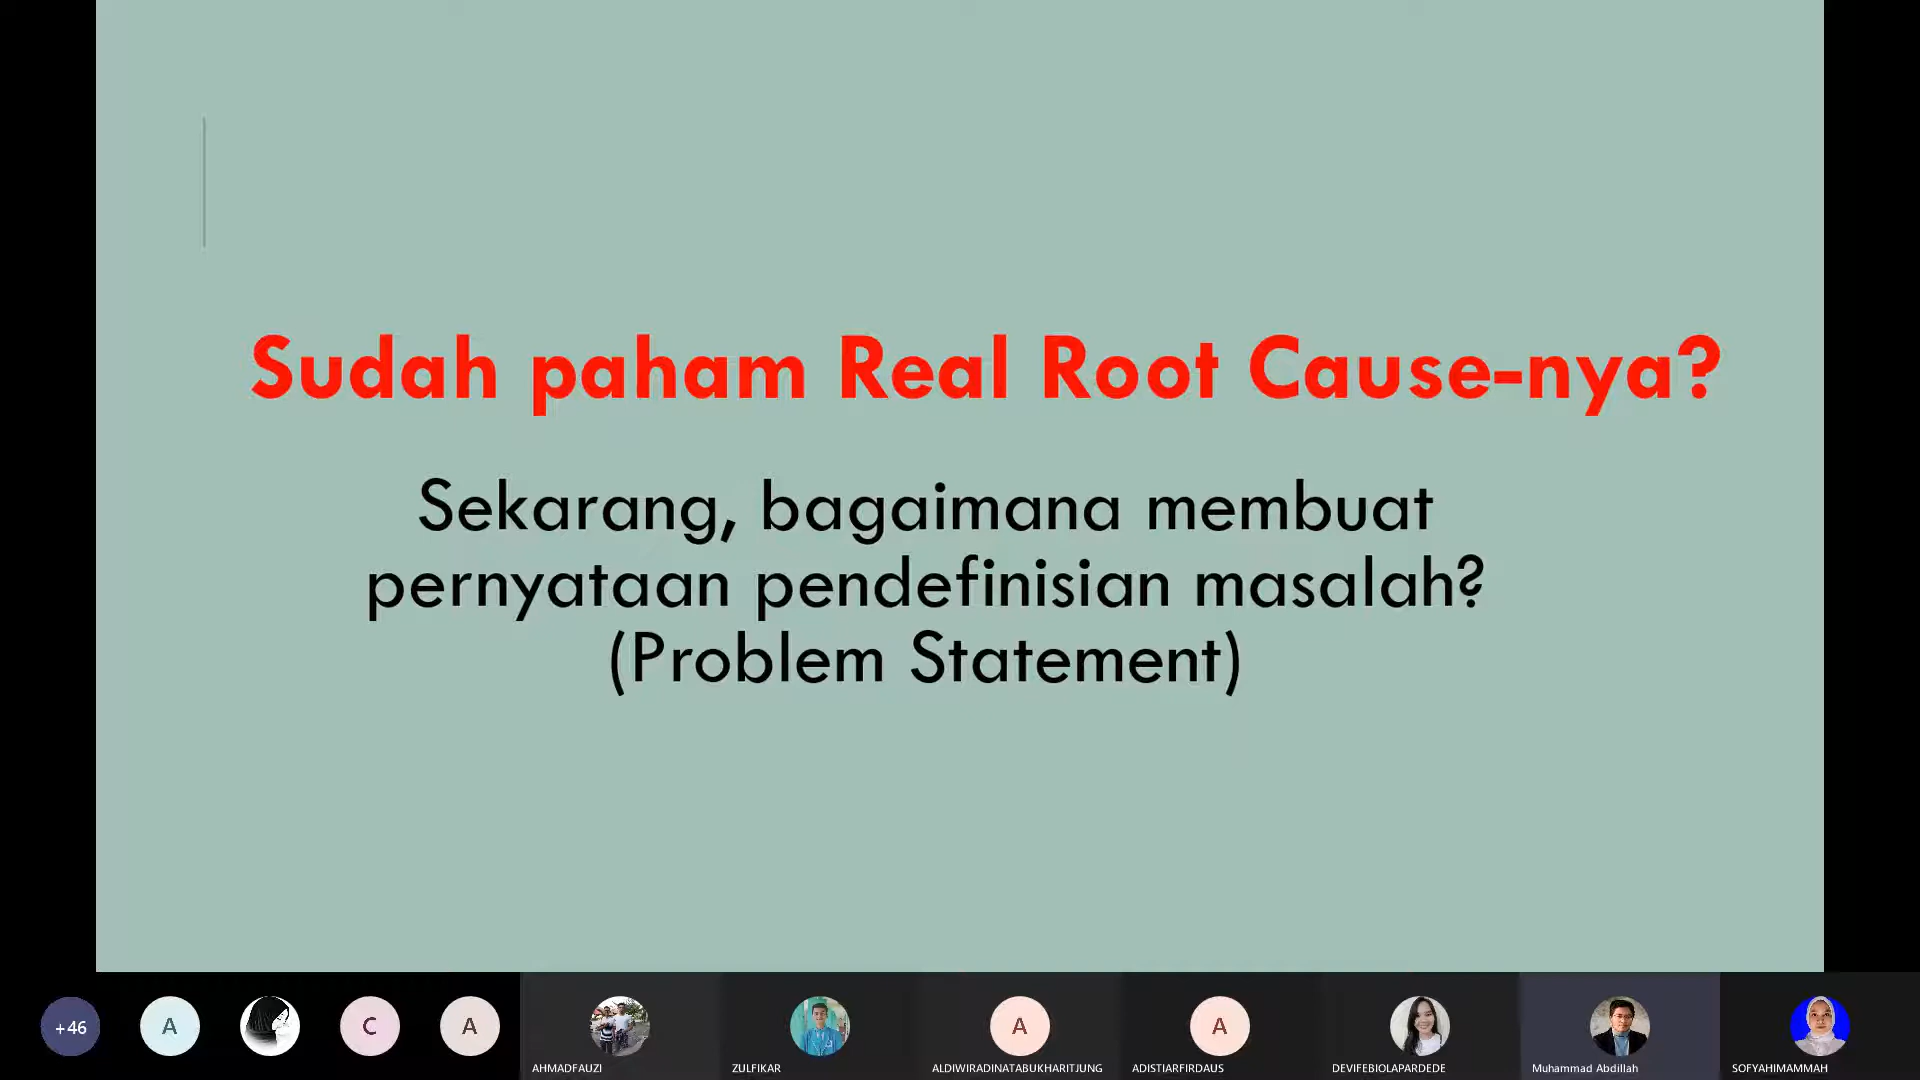 Sudah paham Real Root Cause-nya?
Sekarang, bagaimana membuat
pernyataan pendefinisian masalah?
(Problem Statement)
+46
A
C
A
A
A
AHMADFAUZI
ZULFIKAR
ALDIWIRADINATABUKHARITJUNG
ADISTIARFIRDAUS
DEVIFEBIOLAPARDEDE
Muhammad Abdillah
SOFYAHIMAMMAH